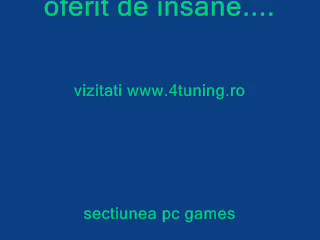 oferit de insane....
vizitati www.4tuning.ro
sectiunea pc games